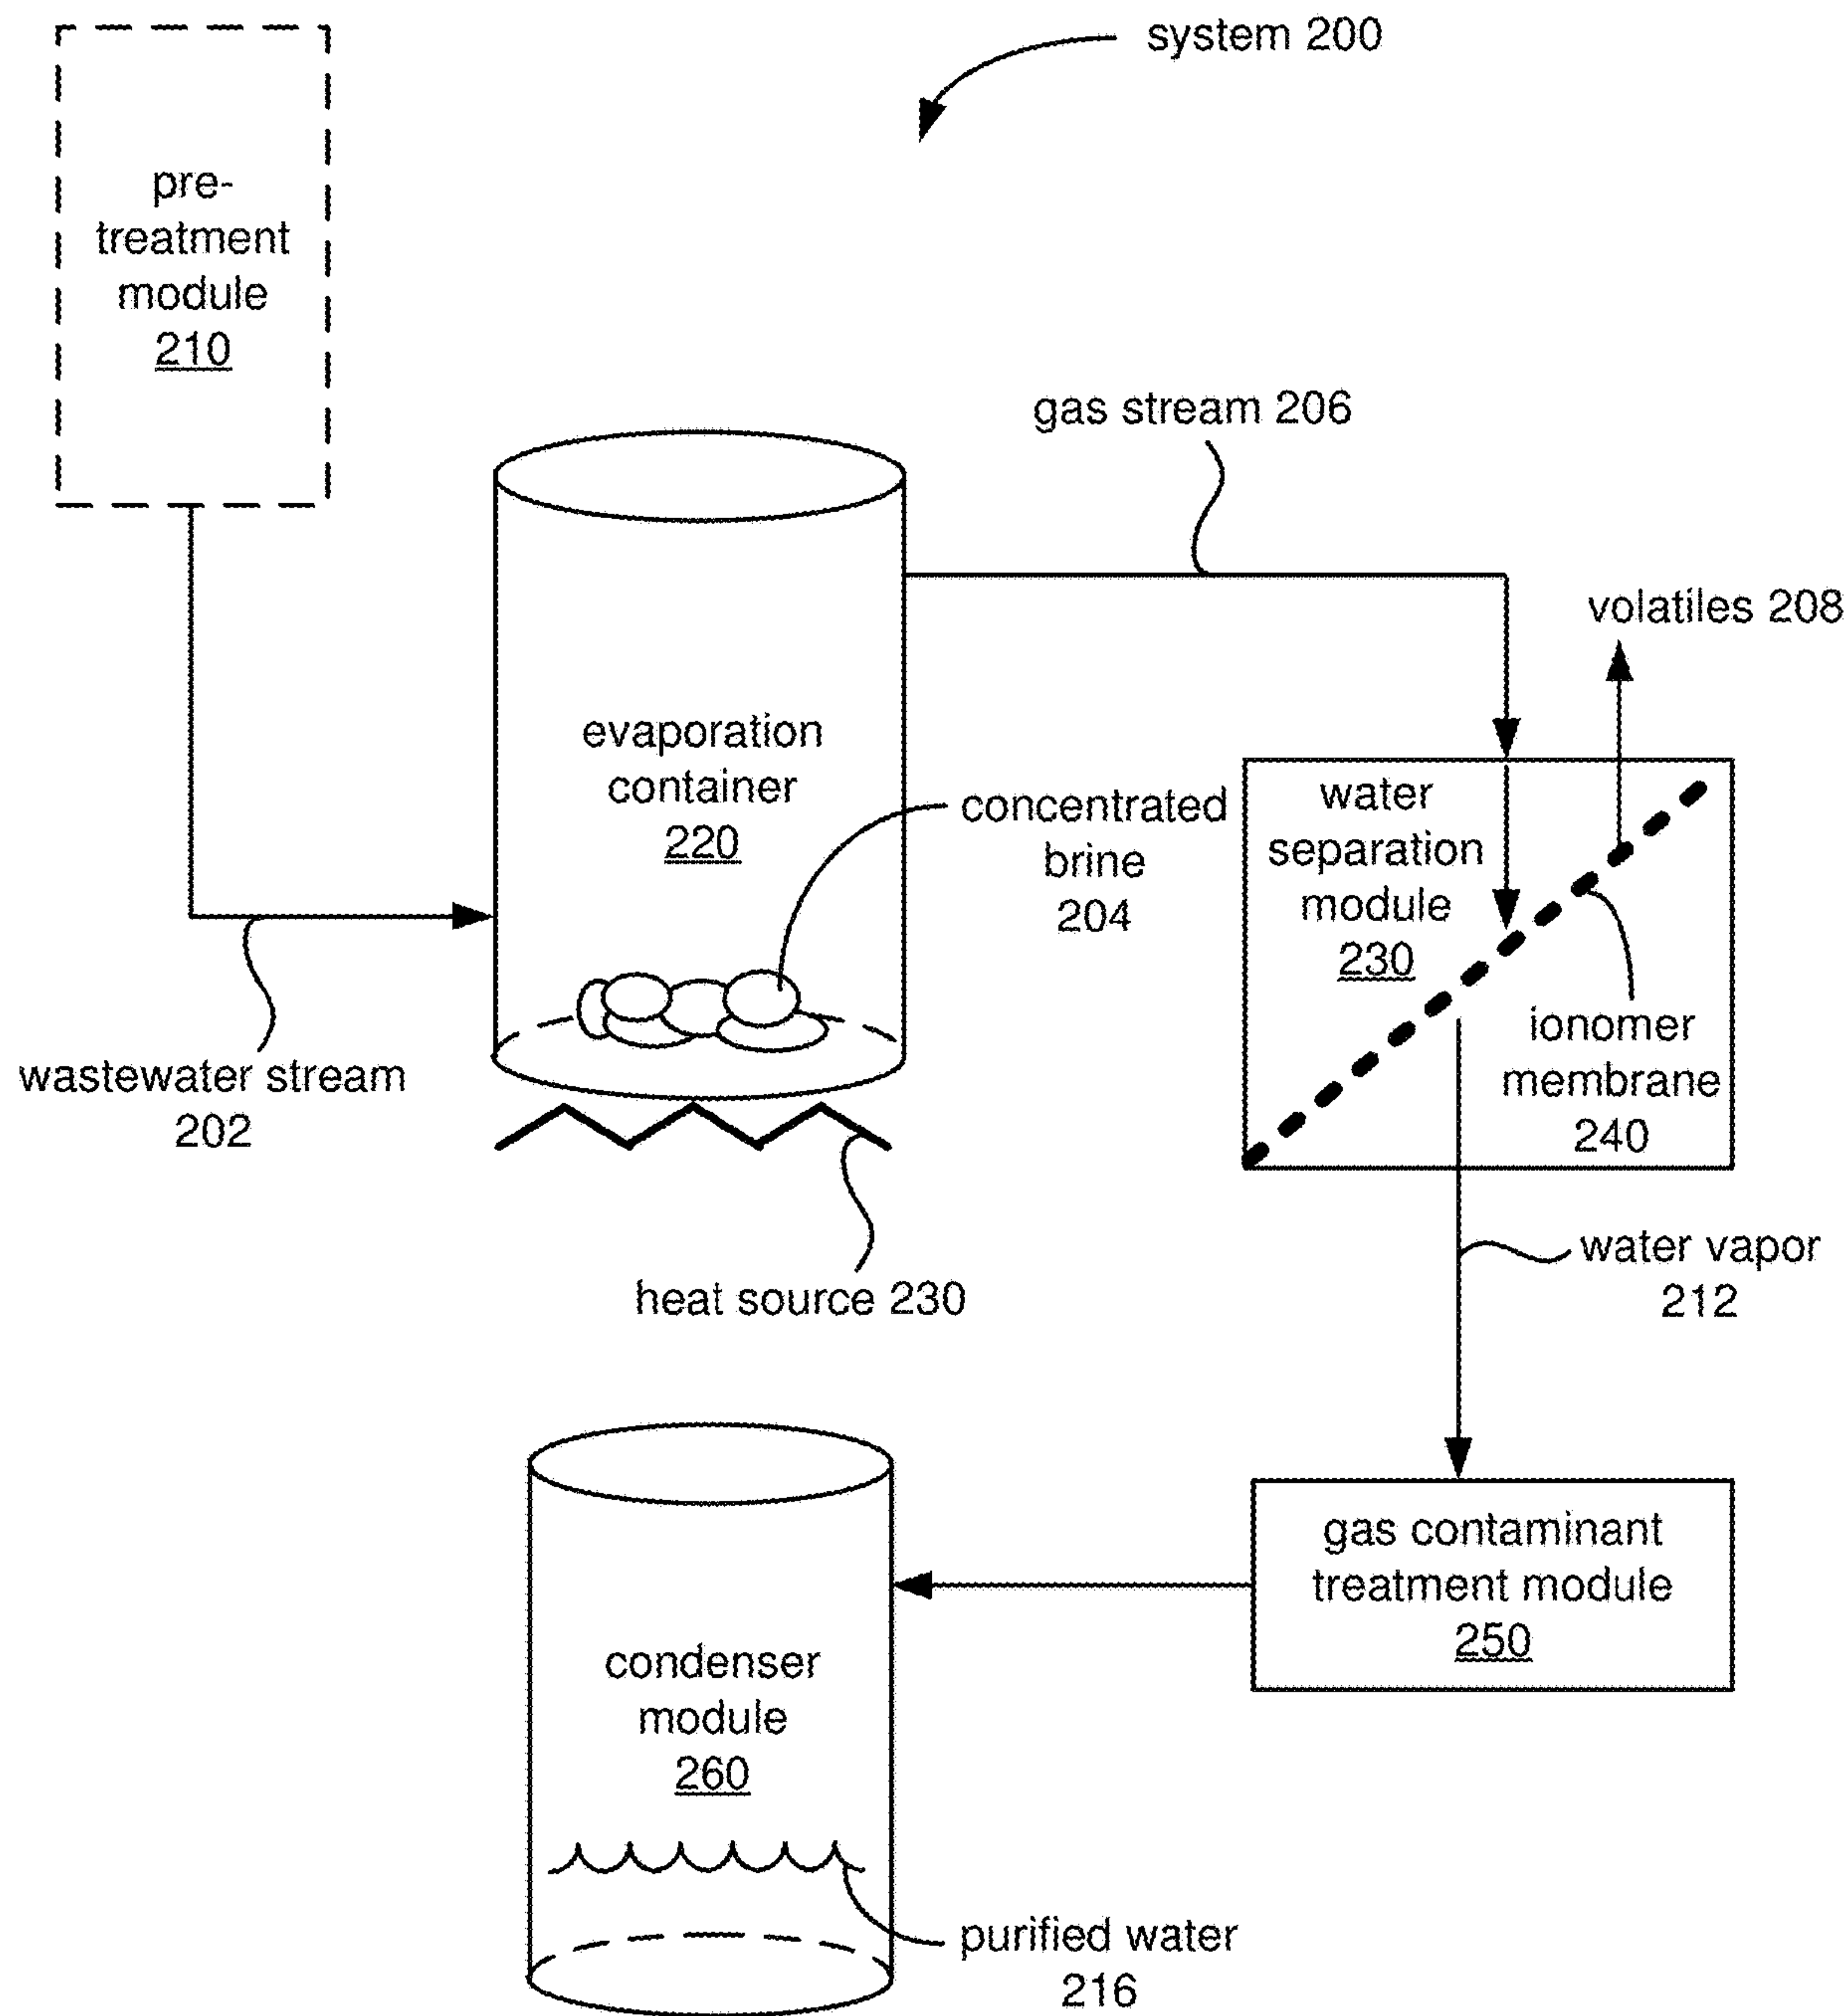 system 200
pre-
treatment
module
210
gas stream 206
volatiles 208
evaporation
container
220
concentrated
brine
204
water
separation
module
230
ionomer
membrane
240
wastewater stream
202
heat source 230
water vapor
212
gas contaminant
treatment module
250
condenser
module
260
purified water
216